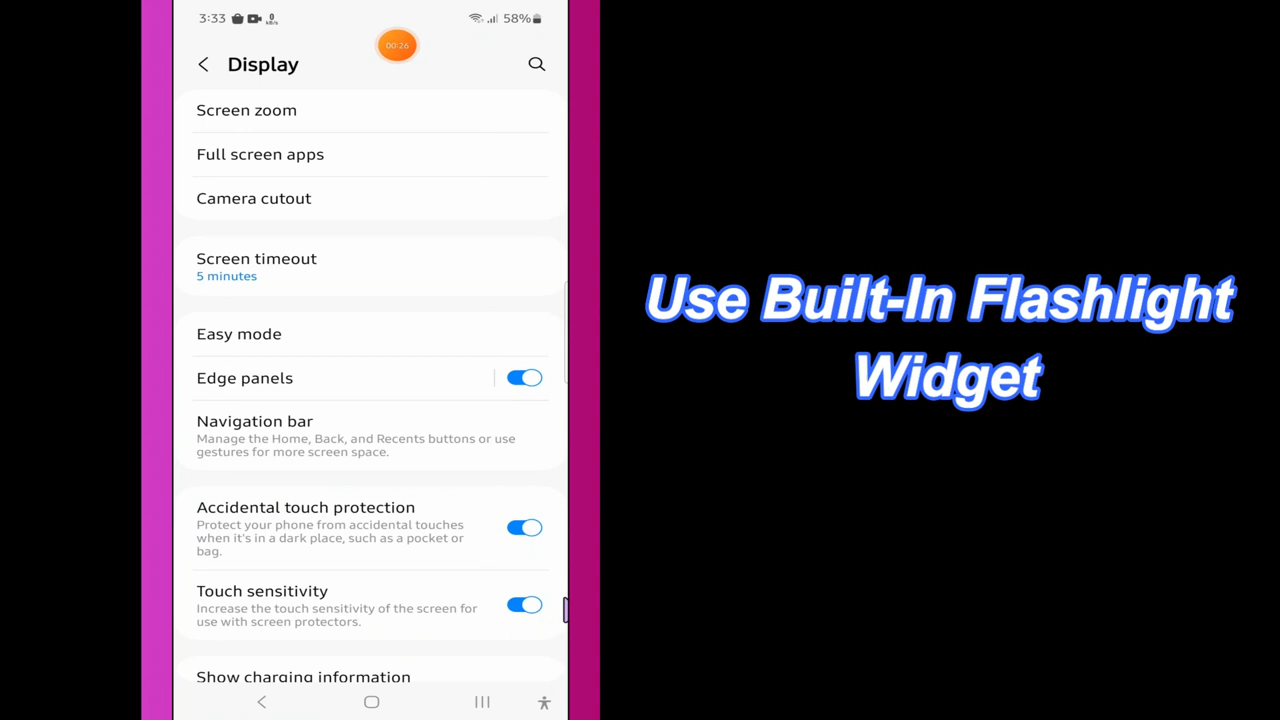 3:33 0 KB/s 58%
00:26
Display
Screen zoom
Full screen apps
Camera cutout
Screen timeout
5 minutes
Easy mode
Edge panels
Navigation bar
Manage the Home, Back, and Recents buttons or use
gestures for more screen space.
Accidental touch protection
Protect your phone from accidental touches
when it's in a dark place, such as a pocket or
bag.
Touch sensitivity
Increase the touch sensitivity of the screen for
use with screen protectors.
Show charging information
Use Built-In Flashlight
Widget